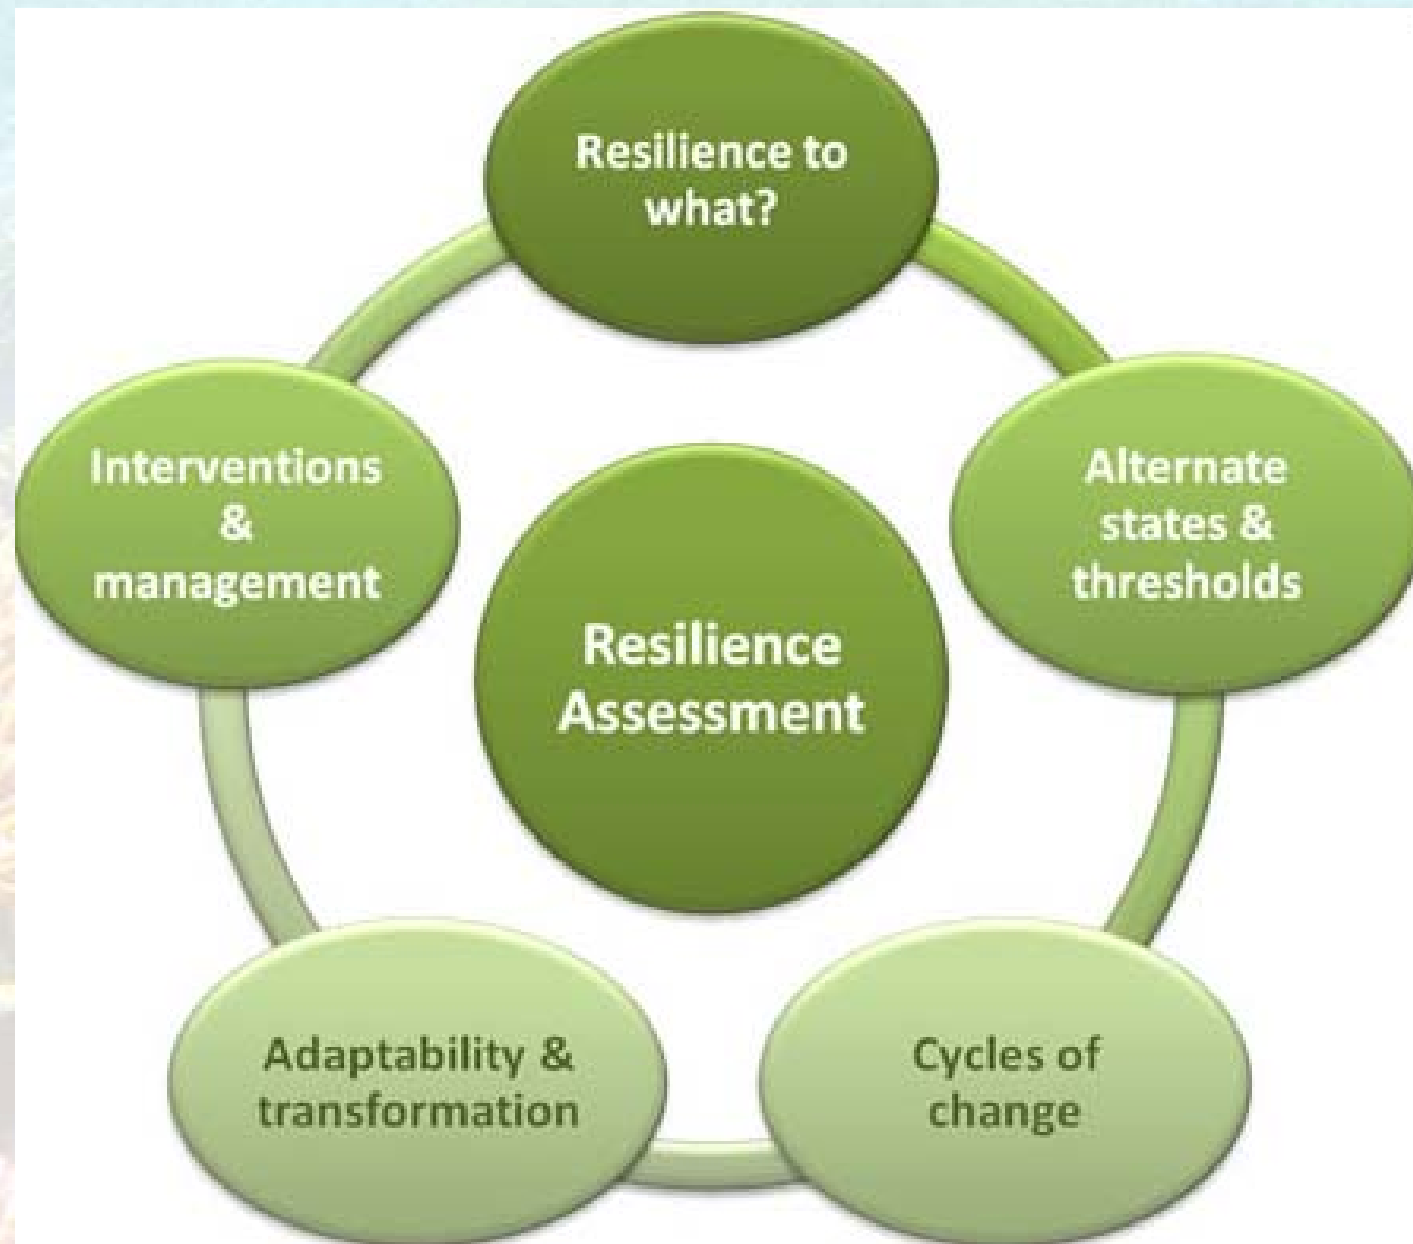 Resilience to
what?
Alternate
states &
thresholds
Cycles of
change
Adaptability &
transformation
Interventions
&
management
Resilience
Assessment